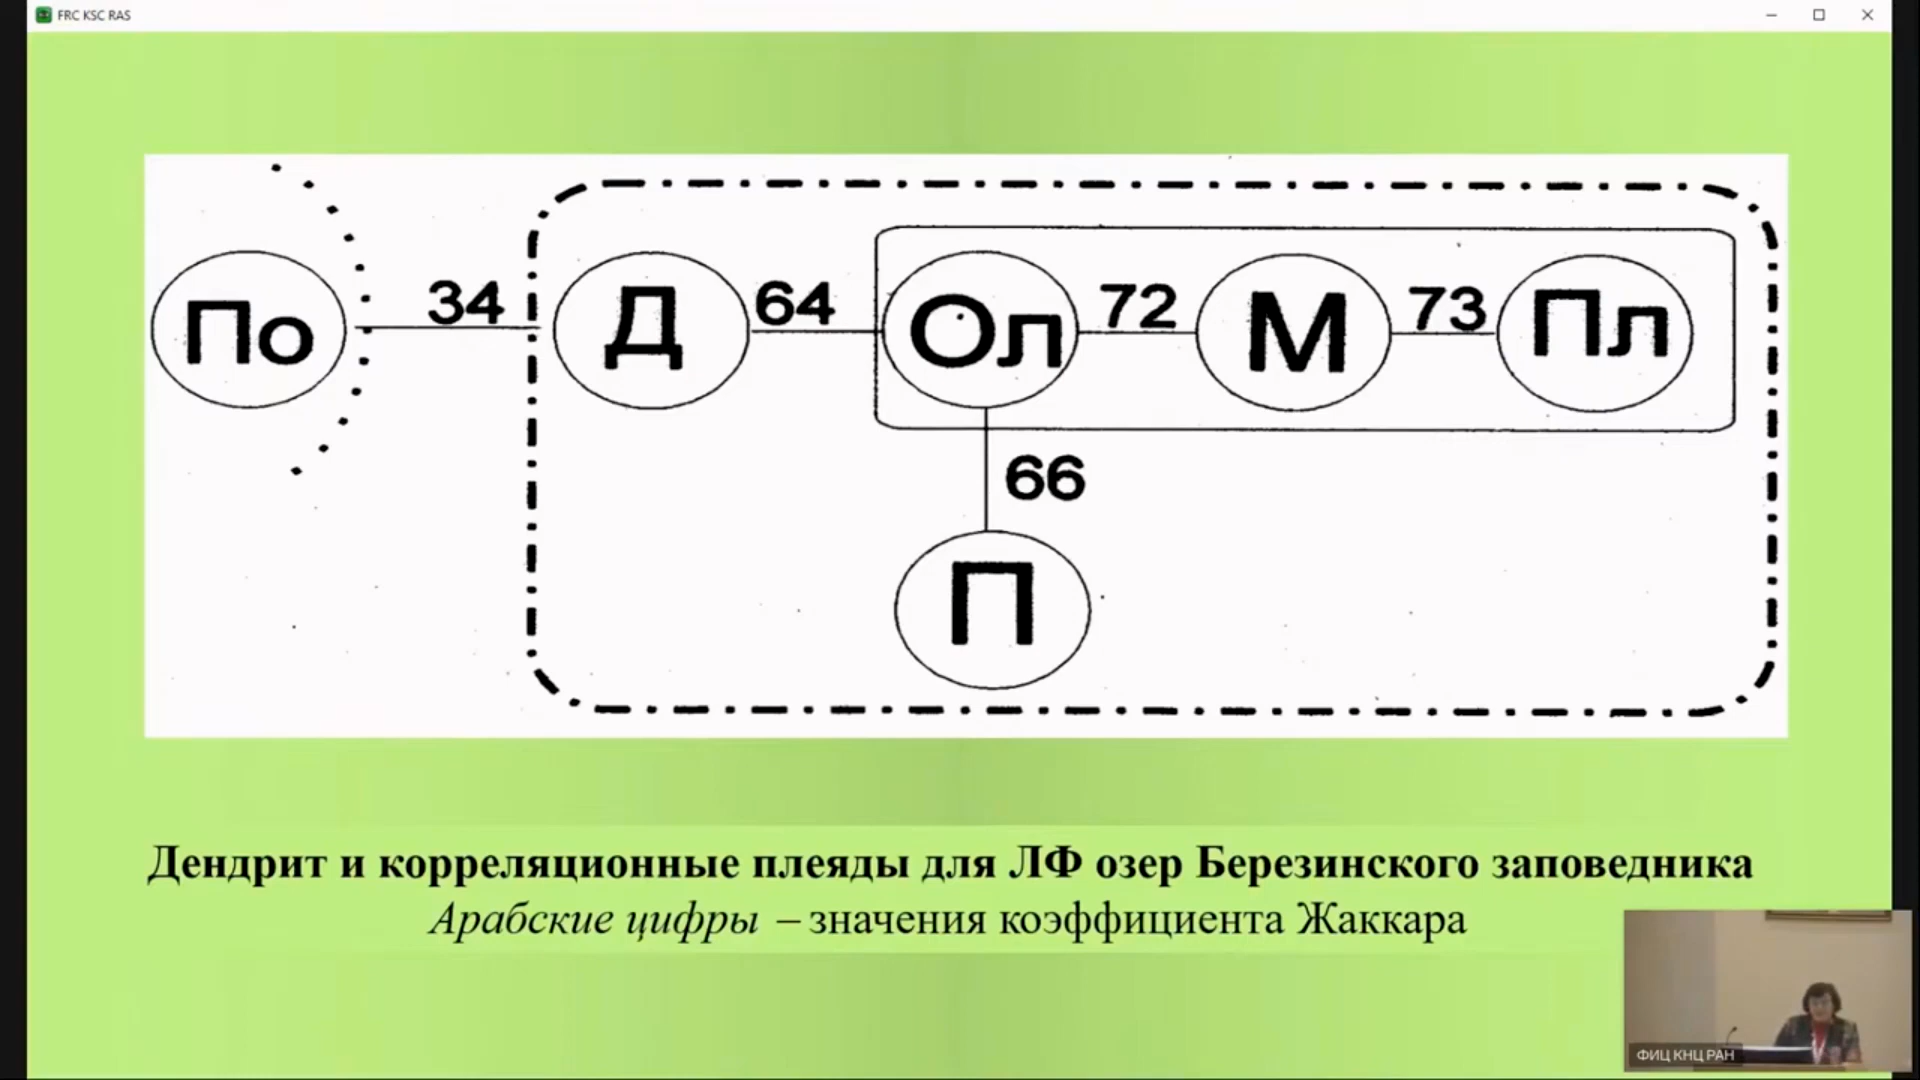 FRC KSC RAS
По 34 Д 64 Ол 72 М 73 Пл
66
П
Дендрит и корреляционные плеяды для ЛФ озер Березинского заповедника
Арабские цифры – значения коэффициента Жаккара
ФИЦ КНЦ РАН